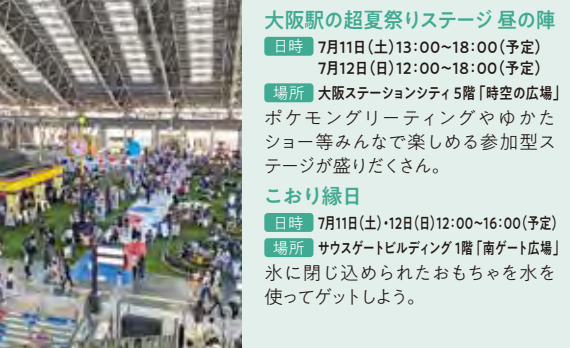 大阪駅の超夏祭りステージ 昼の陣
日時 7月11日(土)13:00~18:00(予定)
7月12日(日)12:00~18:00(予定)
場所 大阪ステーションシティ 5階「時空の広場」
ポケモングリーティングやゆかた
ショー等みんなで楽しめる参加型ス
テージが盛りだくさん。
こおり縁日
日時 7月11日(土)・12日(日)12:00~16:00(予定)
場所 サウスゲートビルディング 1階「南ゲート広場」
氷に閉じ込められたおもちゃを水を
使ってゲットしよう。